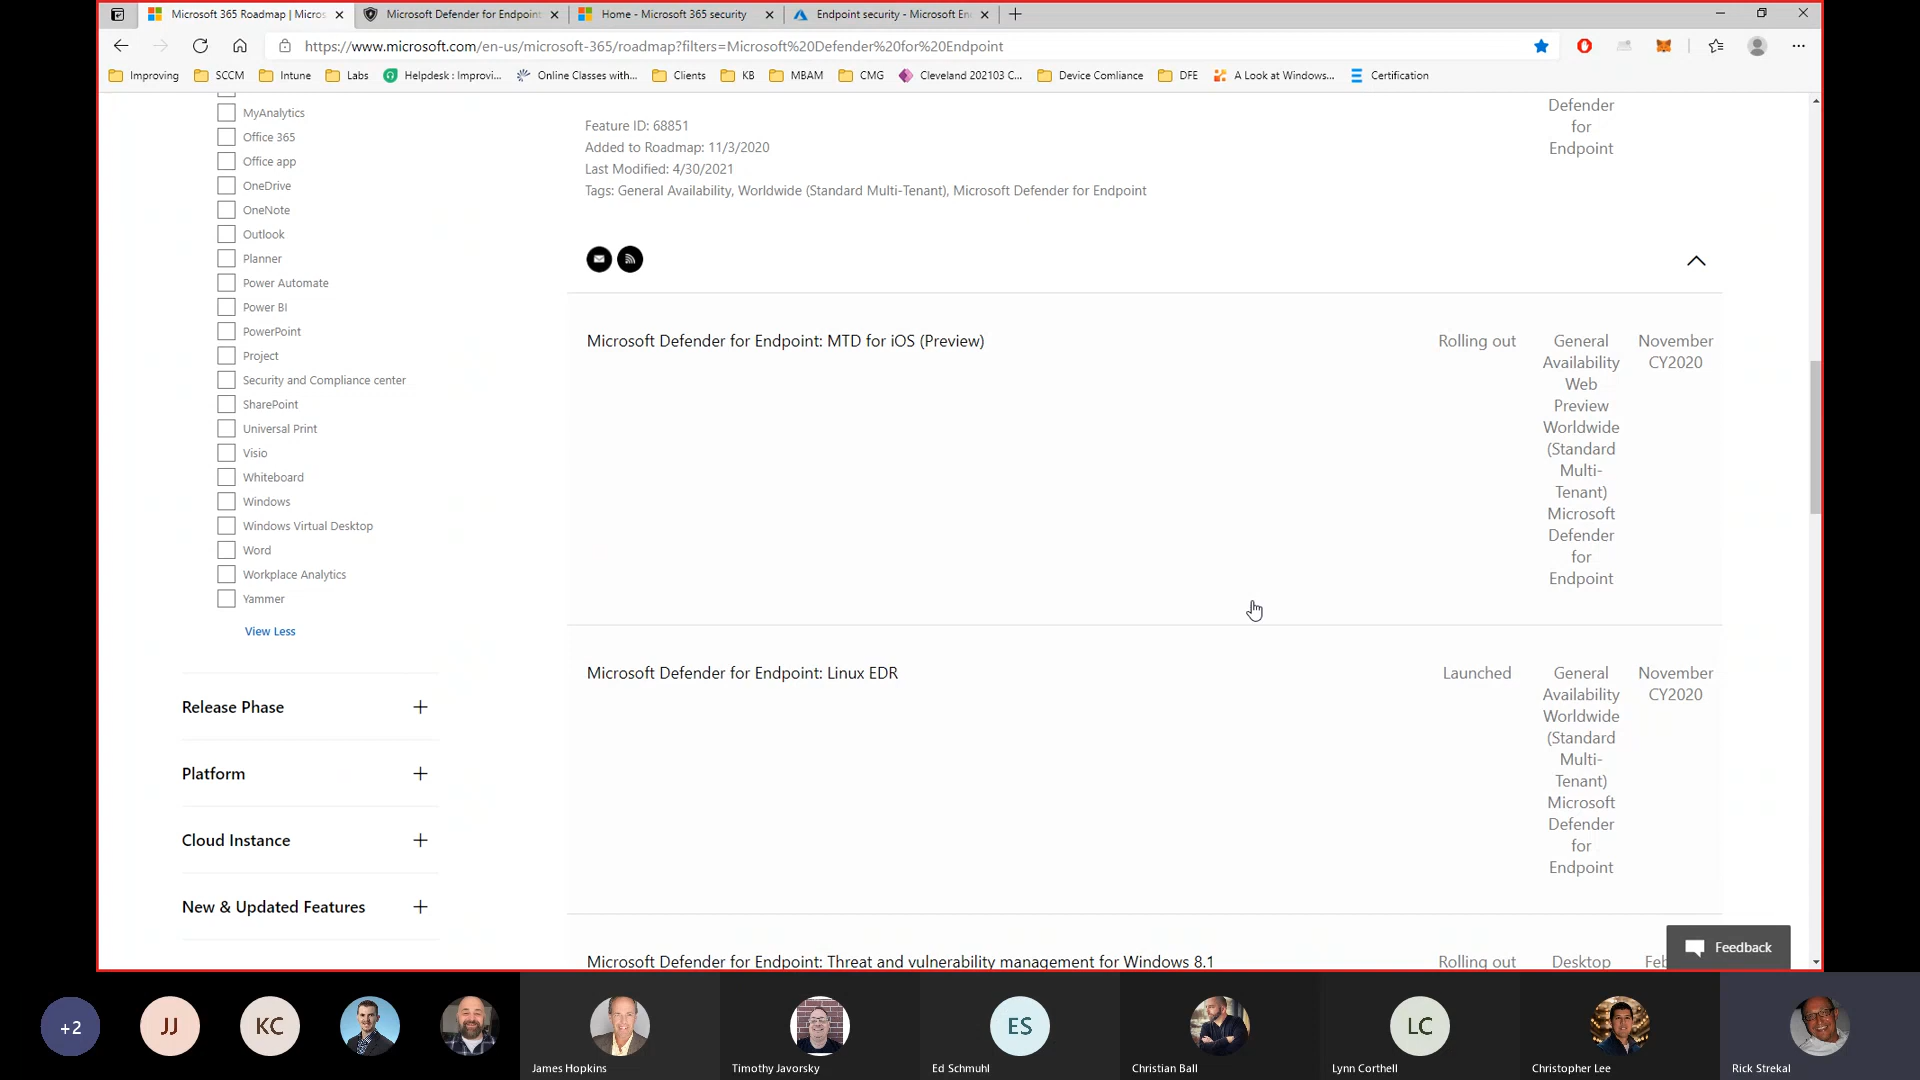 Microsoft 365 Roadmap | Micros
Microsoft Defender for Endpoint
Home - Microsoft 365 security
Endpoint security - Microsoft En
https://www.microsoft.com/en-us/microsoft-365/roadmap?filters=Microsoft%20Defender%20for%20Endpoint
Improving
SCCM
Intune
Labs
Helpdesk : Improvi...
Online Classes with...
Clients
KB
MBAM
CMG
Cleveland 202103 C...
Device Comliance
DFE
A Look at Windows...
Certification
MyAnalytics
Office 365
Office app
OneDrive
OneNote
Outlook
Planner
Power Automate
Power BI
PowerPoint
Project
Security and Compliance center
SharePoint
Universal Print
Visio
Whiteboard
Windows
Windows Virtual Desktop
Word
Workplace Analytics
Yammer
View Less
Release Phase
Platform
Cloud Instance
New & Updated Features
Defender
for
Endpoint
Feature ID: 68851
Added to Roadmap: 11/3/2020
Last Modified: 4/30/2021
Tags: General Availability, Worldwide (Standard Multi-Tenant), Microsoft Defender for Endpoint
Microsoft Defender for Endpoint: MTD for iOS (Preview)
Rolling out
General
Availability
Web
Preview
Worldwide
(Standard
Multi-
Tenant)
Microsoft
Defender
for
Endpoint
November
CY2020
Microsoft Defender for Endpoint: Linux EDR
Launched
General
Availability
Worldwide
(Standard
Multi-
Tenant)
Microsoft
Defender
for
Endpoint
November
CY2020
Microsoft Defender for Endpoint: Threat and vulnerability management for Windows 8.1
Rolling out
Desktop
Feb
Feedback
+2
JJ
KC
James Hopkins
Timothy Javorsky
ES
Ed Schmuhl
Christian Ball
LC
Lynn Corthell
Christopher Lee
Rick Strekal